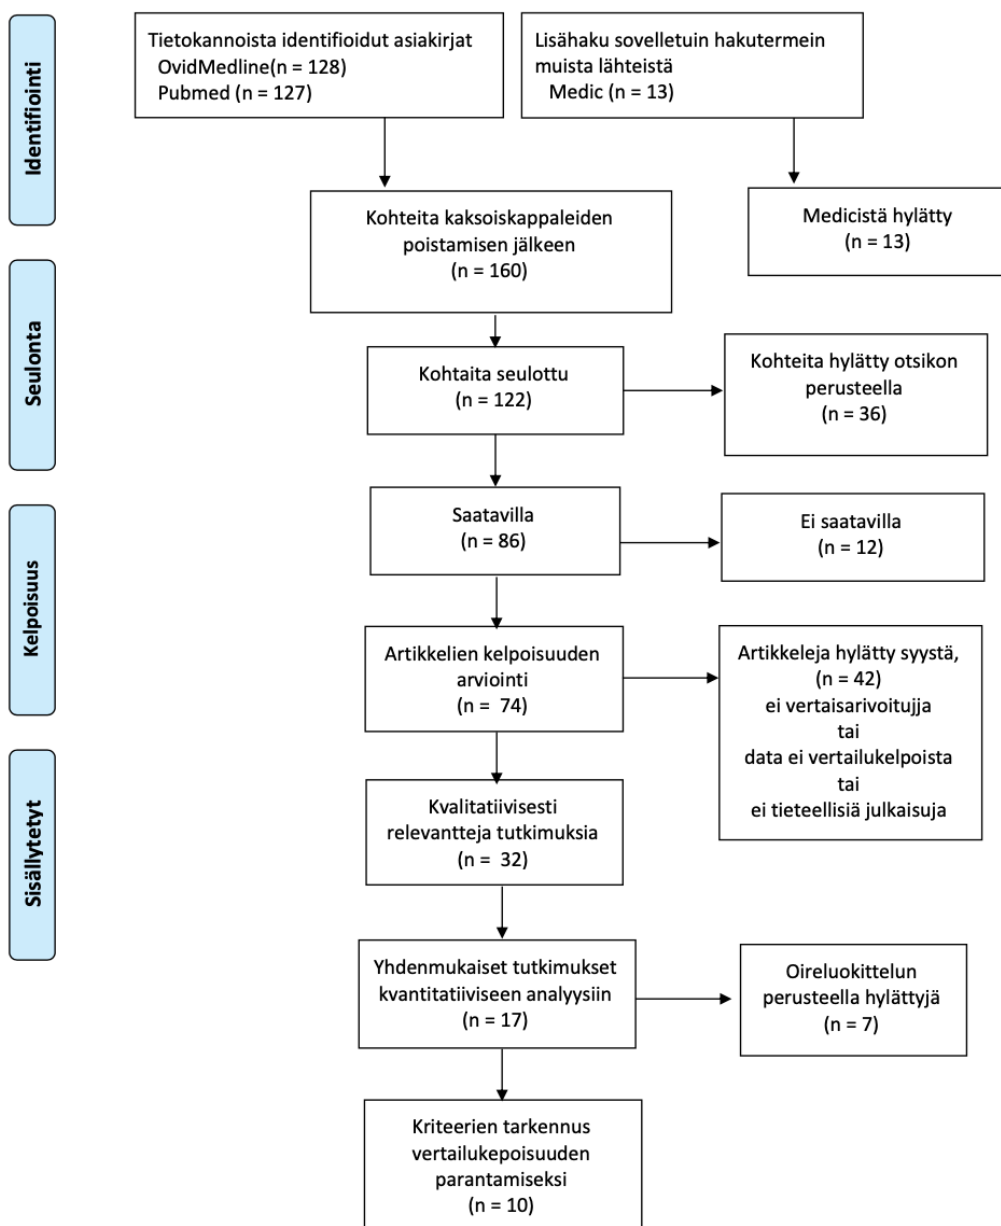 Identifiointi
Tietokannoista identifioidut asiakirjat
OvidMedline(n = 128)
Pubmed (n = 127)
Lisähaku sovelletuin hakutermein
muista lähteistä
Medic (n = 13)
Kohteita kaksoiskappaleiden
poistamisen jälkeen
(n = 160)
Medicistä hylätty
(n = 13)
Seulonta
Kohtaita seulottu
(n = 122)
Kohteita hylätty otsikon
perusteella
(n = 36)
Kelpoisuus
Saatavilla
(n = 86)
Ei saatavilla
(n = 12)
Artikkelien kelpoisuuden
arviointi
(n = 74)
Artikkeleja hylätty syystä,
(n = 42)
ei vertaisarivoitujja
tai
data ei vertailukelpoista
tai
ei tieteellisiä julkaisuja
Sisällytetyt
Kvalitatiivisesti
relevantteja tutkimuksia
(n = 32)
Yhdenmukaiset tutkimukset
kvantitatiiviseen analyysiin
(n = 17)
Oireluokittelun
perusteella hylättyjä
(n = 7)
Kriteerien tarkennus
vertailukepoisuuden
parantamiseksi
(n = 10)